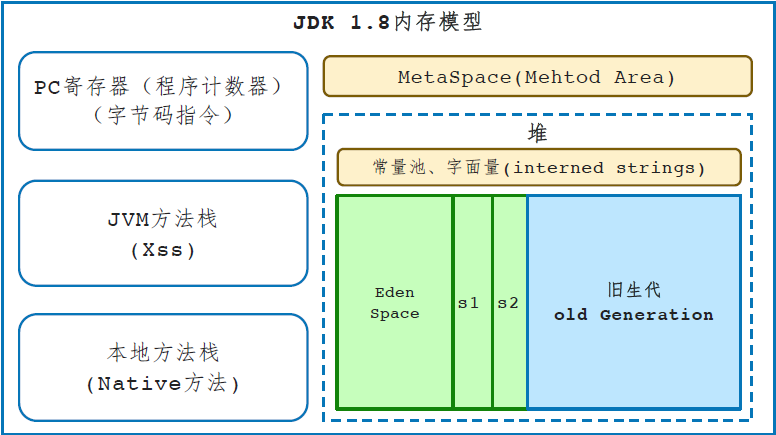 JDK 1.8内存模型
PC寄存器（程序计数器）
（字节码指令）
JVM方法栈
(Xss)
本地方法栈
(Native方法)
MetaSpace(Mehtod Area)
堆
常量池、字面量(interned strings)
Eden
Space
s1
s2
旧生代
old Generation